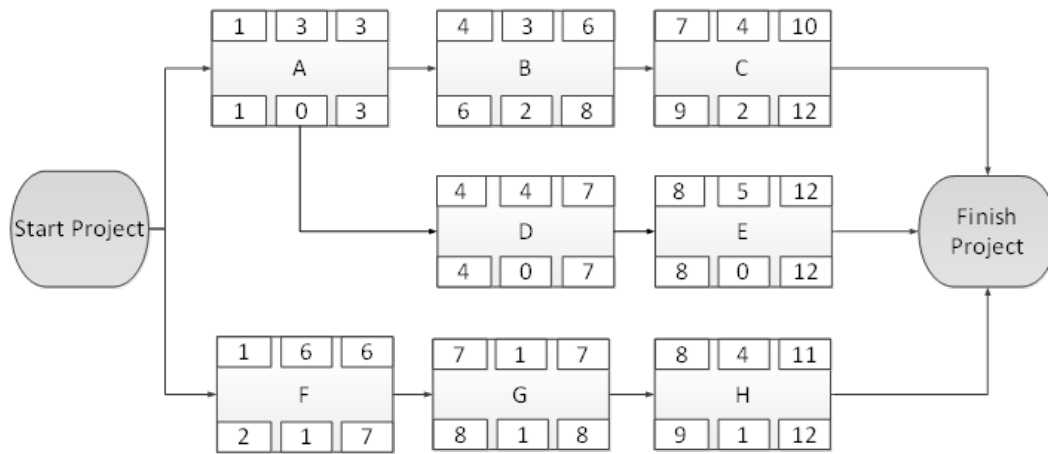 1 3 3
A
1 0 3
4 3 6
B
6 2 8
7 4 10
C
9 2 12
Start Project
4 4 7
D
4 0 7
8 5 12
E
8 0 12
Finish
Project
1 6 6
F
2 1 7
7 1 7
G
8 1 8
8 4 11
H
9 1 12